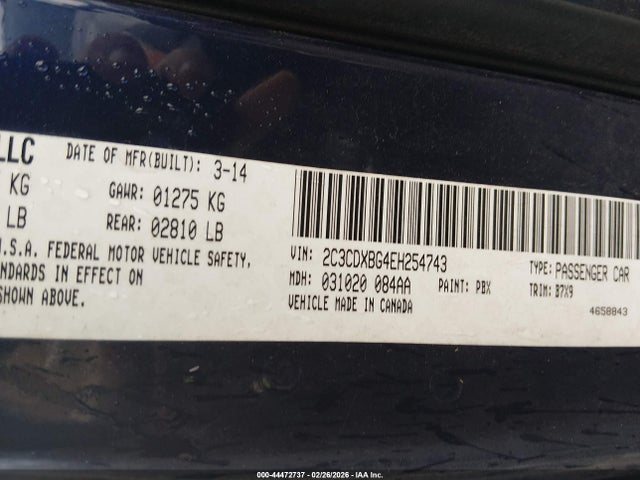 LLC DATE OF MFR(BUILT): 3-14
KG GAWR: 01275 KG
LB REAR: 02810 LB
U.S.A. FEDERAL MOTOR VEHICLE SAFETY,
STANDARDS IN EFFECT ON
SHOWN ABOVE.
VIN: 2C3CDXBG4EH254743 TYPE: PASSENGER CAR
MDH: 031020 084AA PAINT: PBX TRIM: B7X9
VEHICLE MADE IN CANADA 4658843
000-44472737 - 02/26/2026 - IAA Inc.